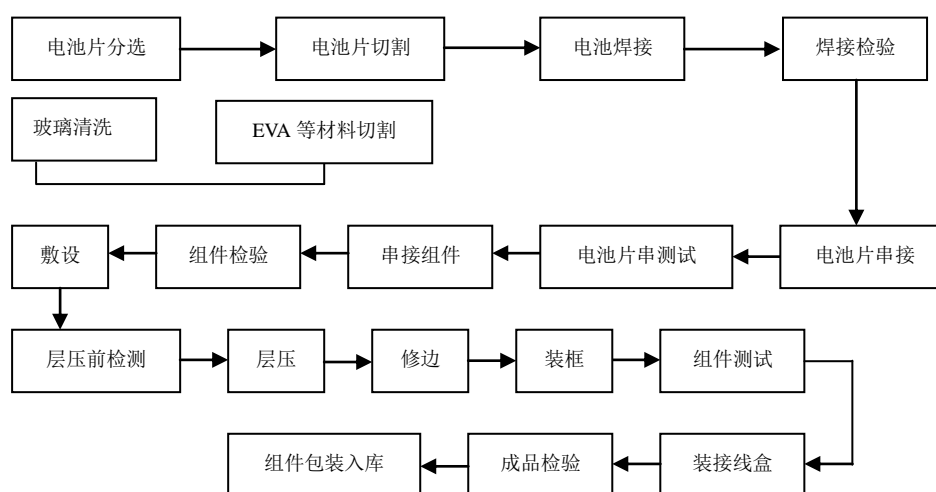 电池片分选
电池片切割
电池焊接
焊接检验
玻璃清洗
EVA 等材料切割
敷设
组件检验
串接组件
电池片串测试
电池片串接
层压前检测
层压
修边
装框
组件测试
组件包装入库
成品检验
装接线盒